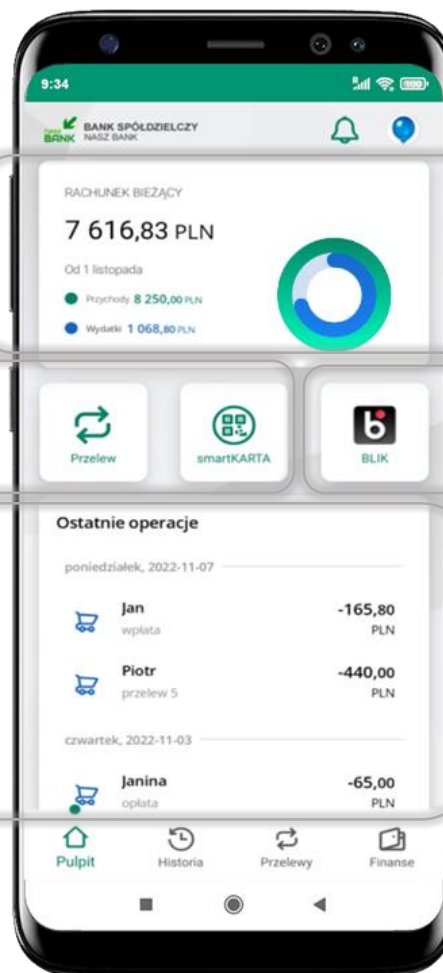 9:34
Nasz BANK BANK SPÓŁDZIELCZY
NASZ BANK
RACHUNEK BIEŻĄCY
7 616,83 PLN
Od 1 listopada
Przychody 8 250,00 PLN
Wydatki 1 068,80 PLN
Przelew smartKARTA BLIK
Ostatnie operacje
poniedziałek, 2022-11-07
Jan -165,80
wpłata PLN
Piotr -440,00
przelew 5 PLN
czwartek, 2022-11-03
Janina -65,00
opłata PLN
Pulpit Historia Przelewy Finanse